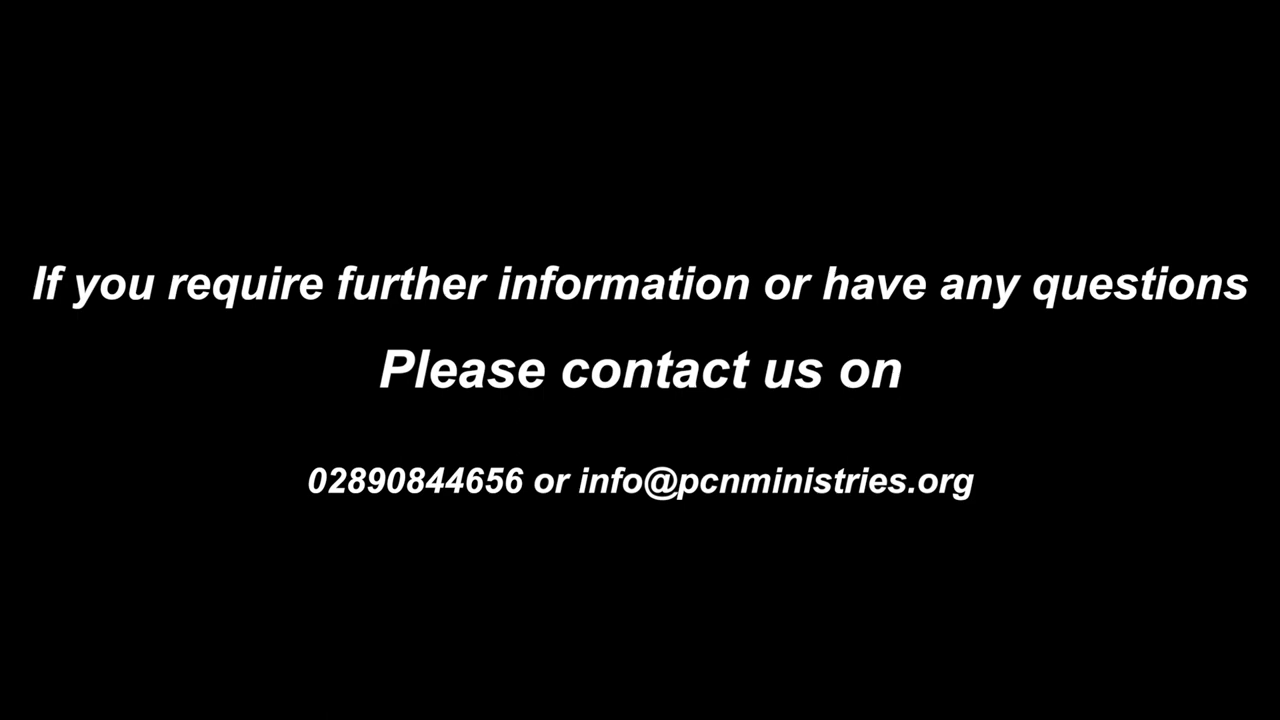 If you require further information or have any questions
Please contact us on
02890844656 or info@pcnministries.org